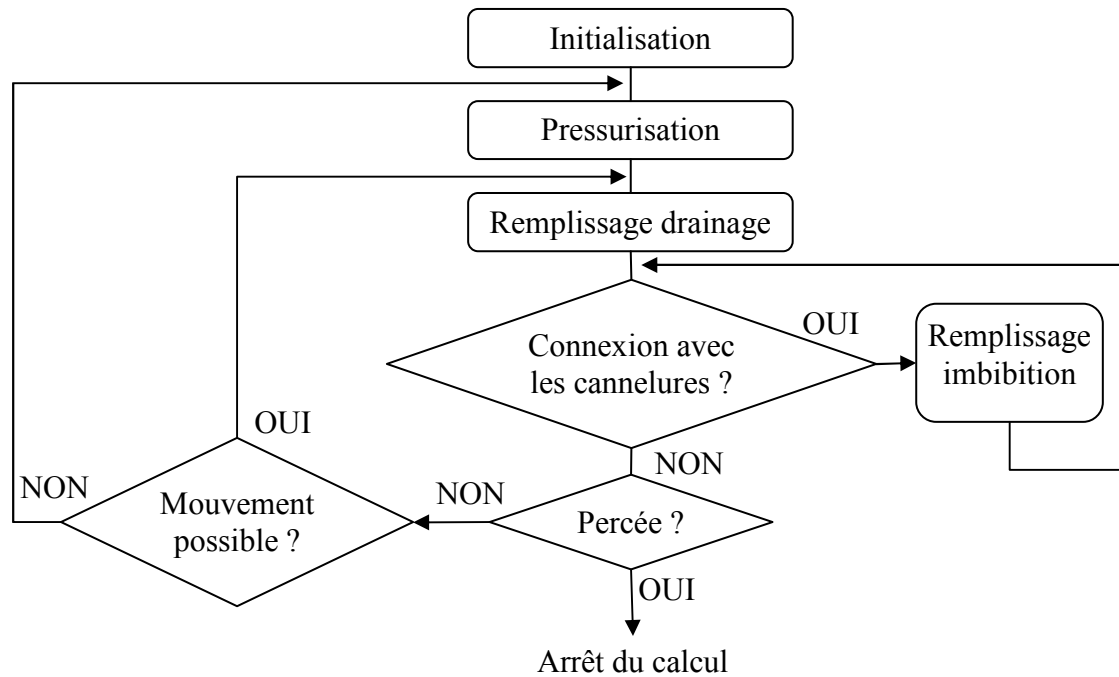 Initialisation
Pressurisation
Remplissage drainage
Connexion avec
les cannelures ?
OUI
Remplissage
imbibition
NON
Percée ?
NON
Mouvement
possible ?
OUI
NON
OUI
Arrêt du calcul